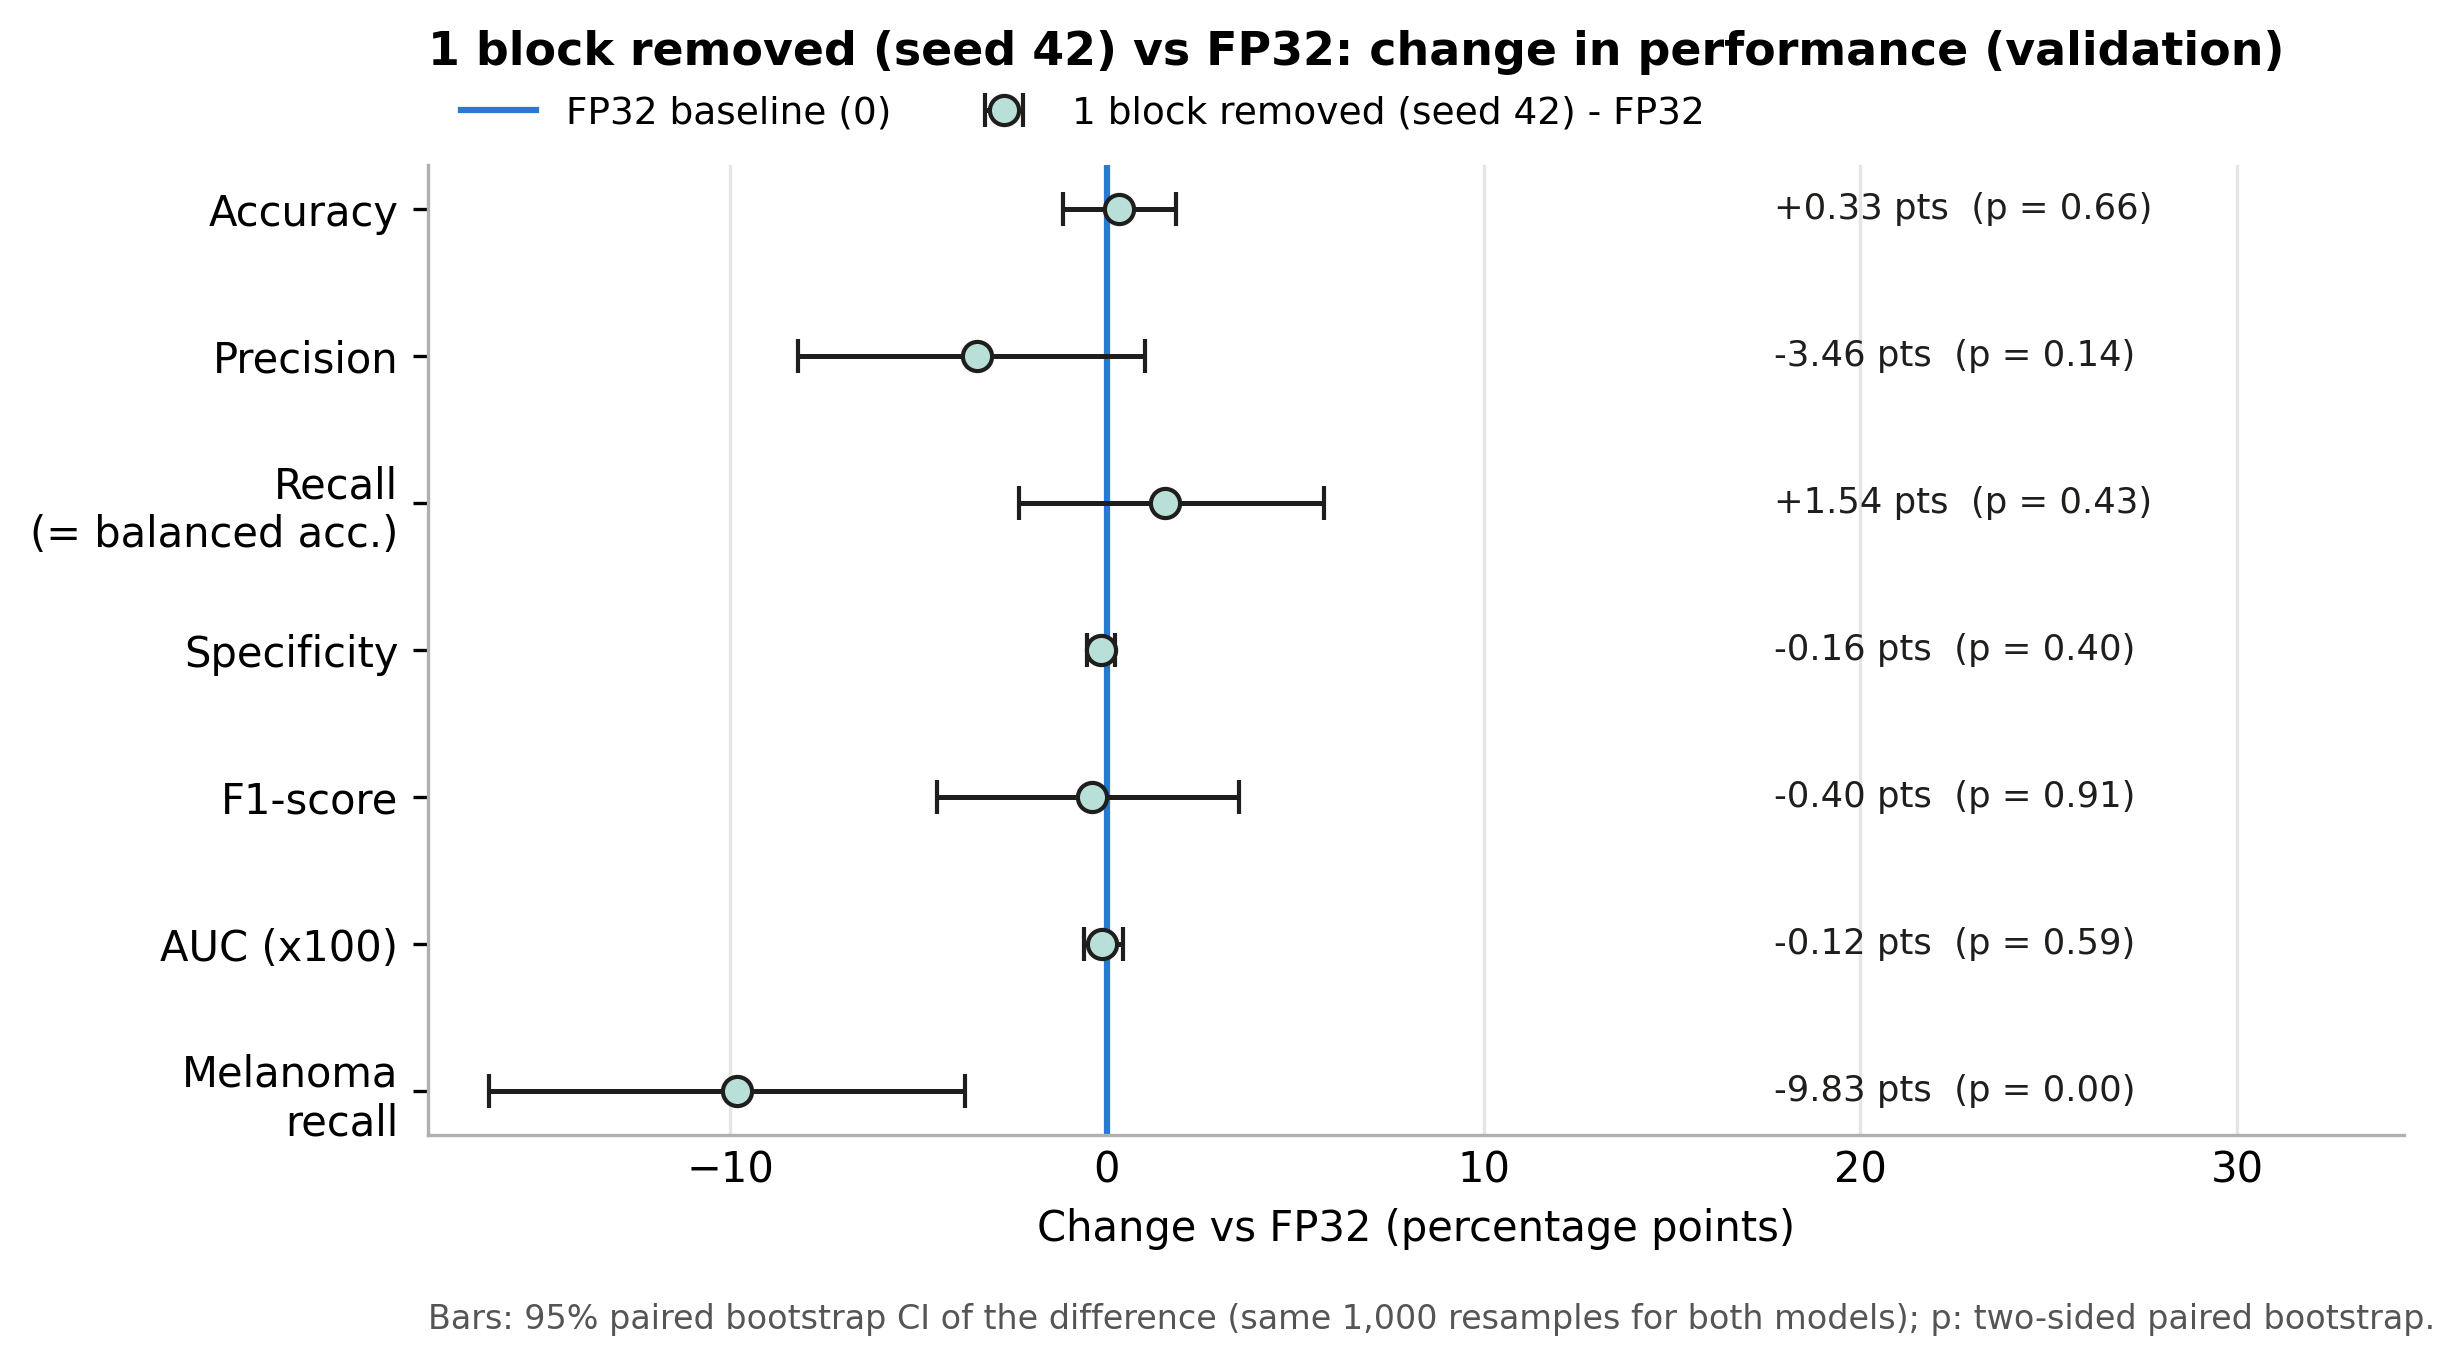 1 block removed (seed 42) vs FP32: change in performance (validation)
FP32 baseline (0)
1 block removed (seed 42) - FP32
Accuracy
+0.33 pts  (p = 0.66)
Precision
-3.46 pts  (p = 0.14)
Recall
(= balanced acc.)
+1.54 pts  (p = 0.43)
Specificity
-0.16 pts  (p = 0.40)
F1-score
-0.40 pts  (p = 0.91)
AUC (x100)
-0.12 pts  (p = 0.59)
Melanoma
recall
-9.83 pts  (p = 0.00)
−10 0 10 20 30
Change vs FP32 (percentage points)
Bars: 95% paired bootstrap CI of the difference (same 1,000 resamples for both models); p: two-sided paired bootstrap.